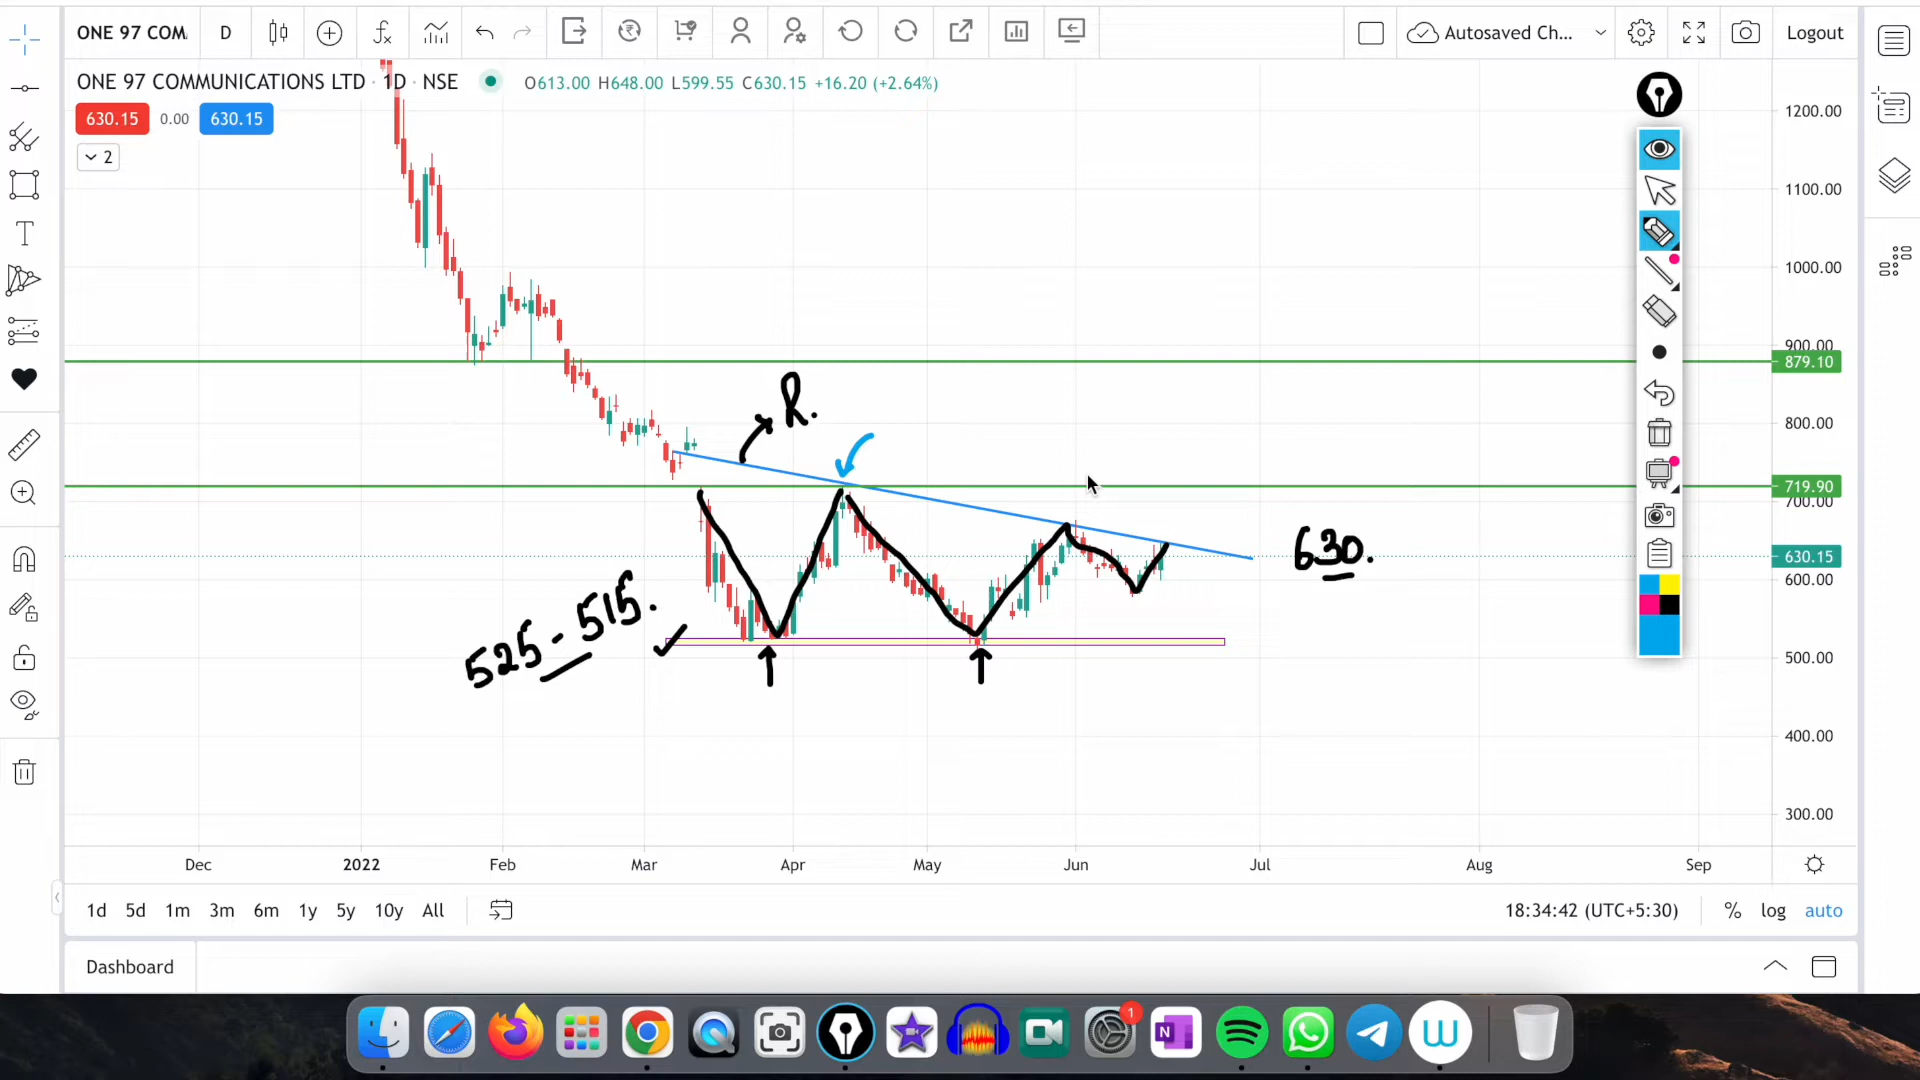 ONE 97 COM
D
Autosaved Ch...
Logout
ONE 97 COMMUNICATIONS LTD · 1D · NSE
O613.00 H648.00 L599.55 C630.15 +16.20 (+2.64%)
630.15 0.00 630.15
2
1200.00
1100.00
1000.00
900.00
879.10
800.00
719.90
700.00
630.15
600.00
500.00
400.00
300.00
R.
630.
525-515.
Dec 2022 Feb Mar Apr May Jun Jul Aug Sep
1d 5d 1m 3m 6m 1y 5y 10y All
18:34:42 (UTC+5:30) % log auto
Dashboard
1
N
W